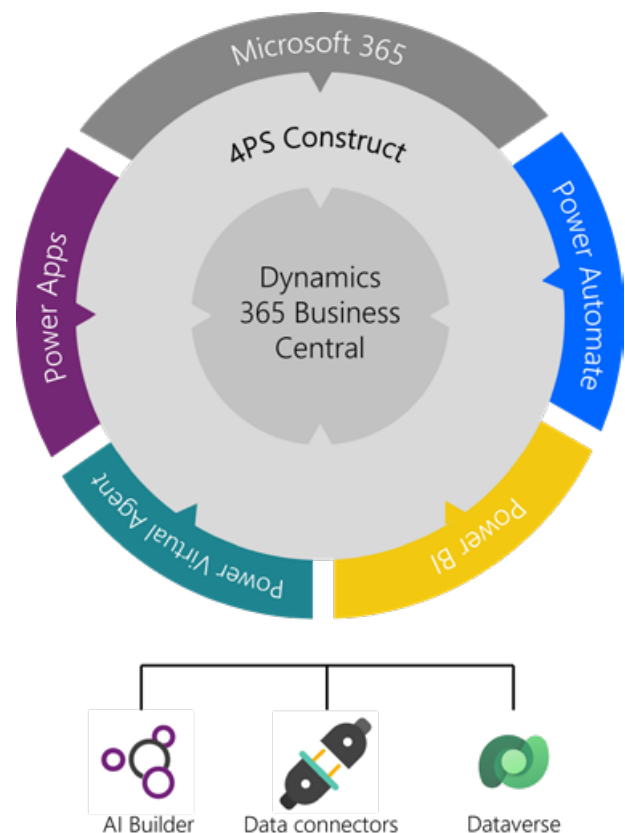 Microsoft 365
4PS Construct
Power Apps
Power Automate
Dynamics
365 Business
Central
Power Virtual Agent
Power BI
AI Builder
Data connectors
Dataverse